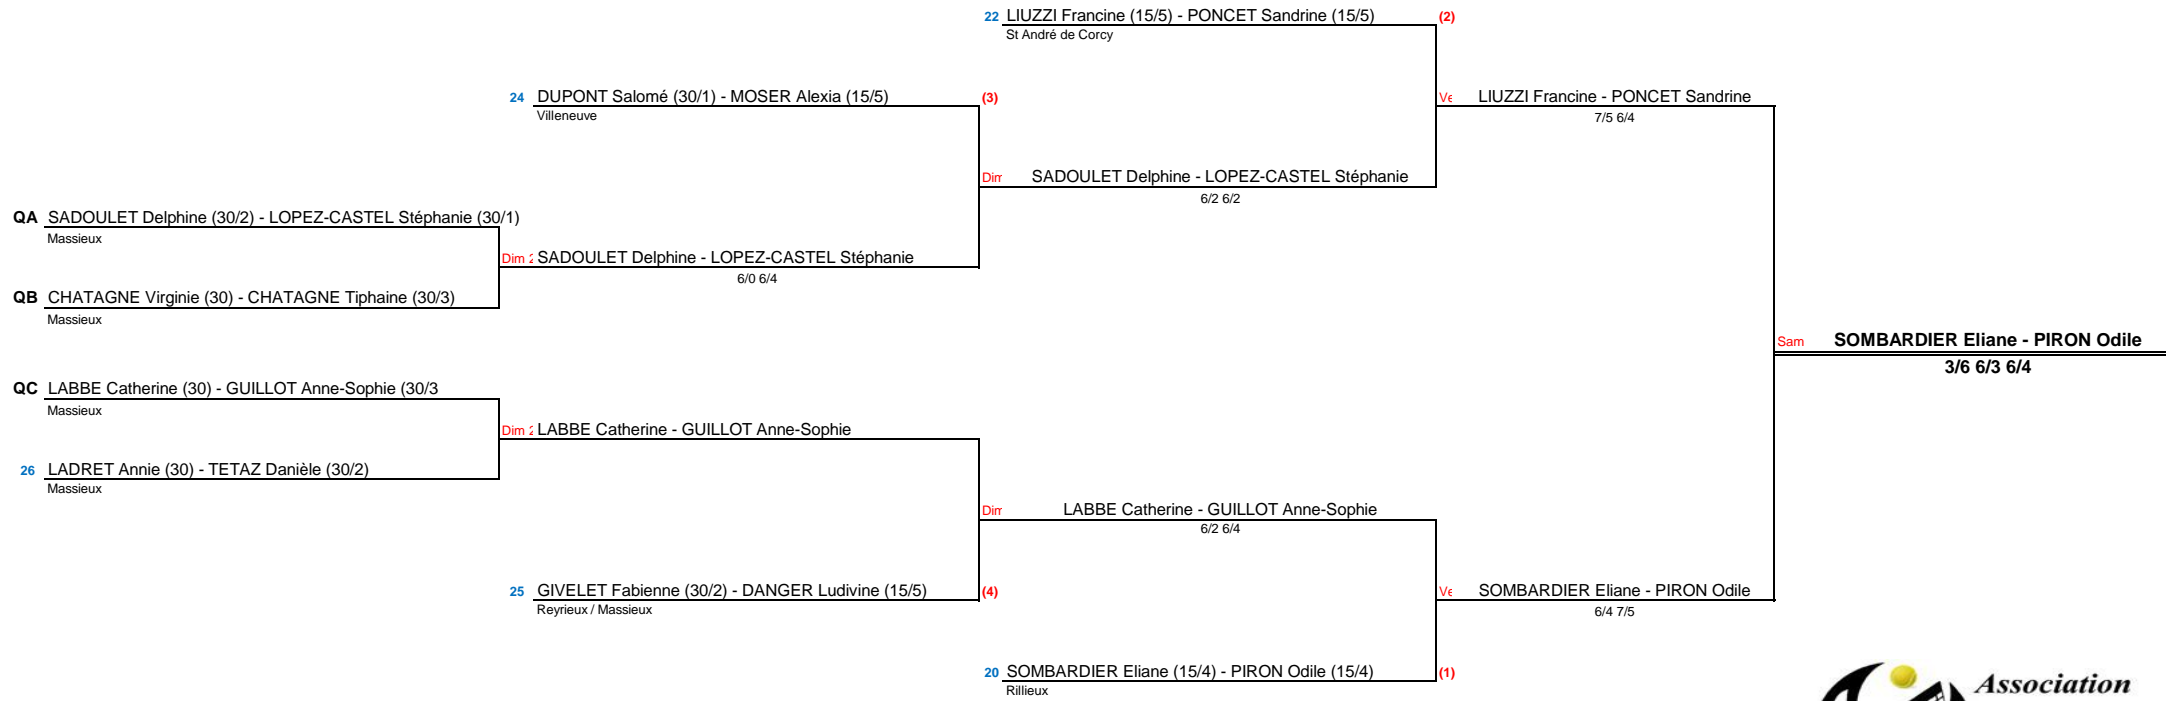 22 LIUZZI Francine (15/5) - PONCET Sandrine (15/5) (2)
St André de Corcy
24 DUPONT Salomé (30/1) - MOSER Alexia (15/5) (3)
Villeneuve
Ve LIUZZI Francine - PONCET Sandrine
7/5 6/4
Dim SADOULET Delphine - LOPEZ-CASTEL Stéphanie
6/2 6/2
QA SADOULET Delphine (30/2) - LOPEZ-CASTEL Stéphanie (30/1)
Massieux
Dim 2 SADOULET Delphine - LOPEZ-CASTEL Stéphanie
6/0 6/4
QB CHATAGNE Virginie (30) - CHATAGNE Tiphaine (30/3)
Massieux
Sam SOMBARDIER Eliane - PIRON Odile
3/6 6/3 6/4
QC LABBE Catherine (30) - GUILLOT Anne-Sophie (30/3
Massieux
Dim 2 LABBE Catherine - GUILLOT Anne-Sophie
26 LADRET Annie (30) - TETAZ Danièle (30/2)
Massieux
Dim LABBE Catherine - GUILLOT Anne-Sophie
6/2 6/4
25 GIVELET Fabienne (30/2) - DANGER Ludivine (15/5) (4)
Reyrieux / Massieux
Ve SOMBARDIER Eliane - PIRON Odile
6/4 7/5
20 SOMBARDIER Eliane (15/4) - PIRON Odile (15/4) (1)
Rillieux
Association